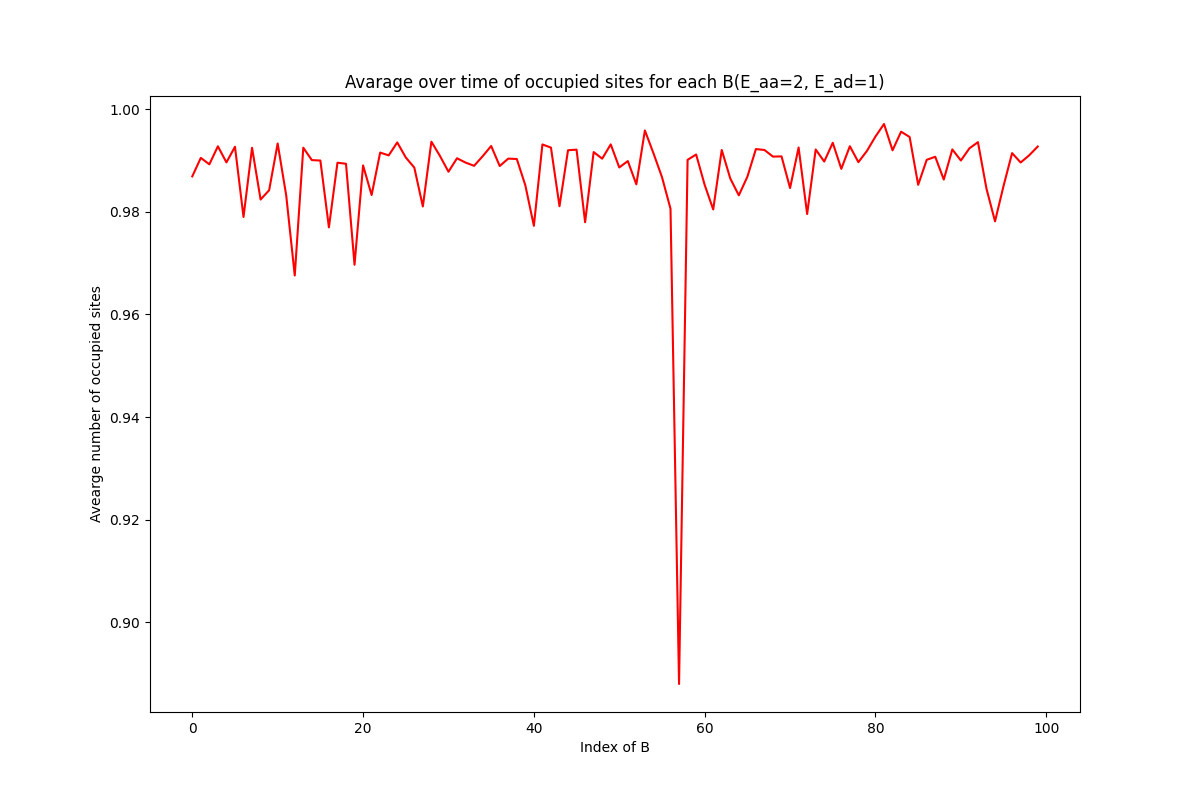 Avarage over time of occupied sites for each B(E_aa=2, E_ad=1)
1.00
0.98
0.96
0.94
0.92
0.90
Avearge number of occupied sites
0 20 40 60 80 100
Index of B